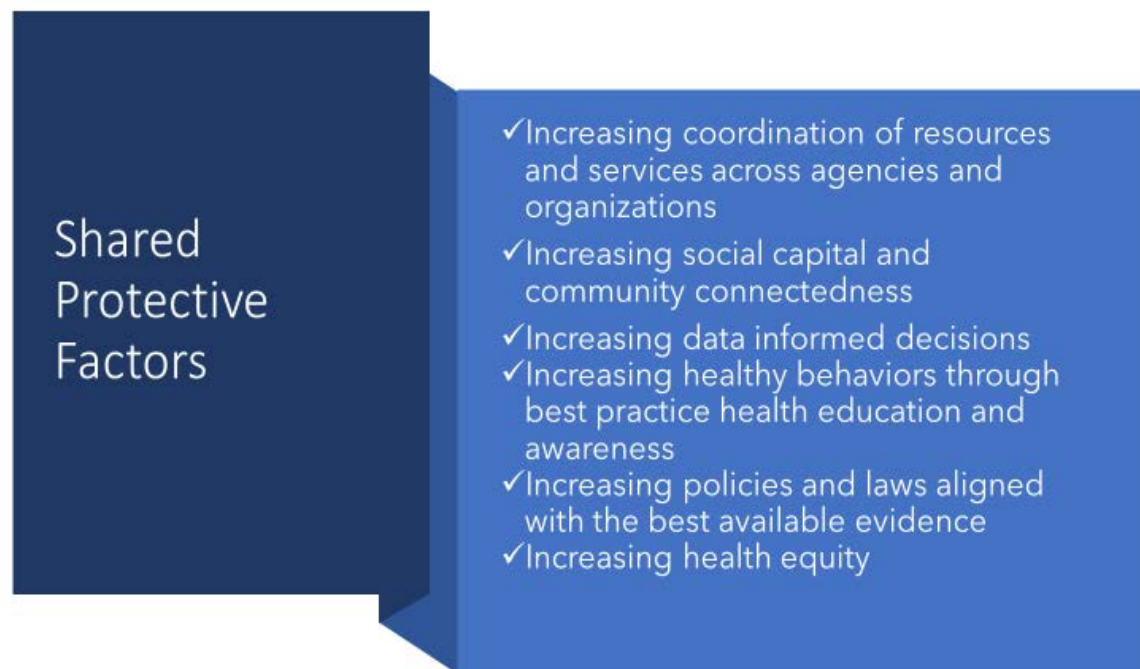 Shared
Protective
Factors
✓Increasing coordination of resources
and services across agencies and
organizations
✓Increasing social capital and
community connectedness
✓Increasing data informed decisions
✓Increasing healthy behaviors through
best practice health education and
awareness
✓Increasing policies and laws aligned
with the best available evidence
✓Increasing health equity